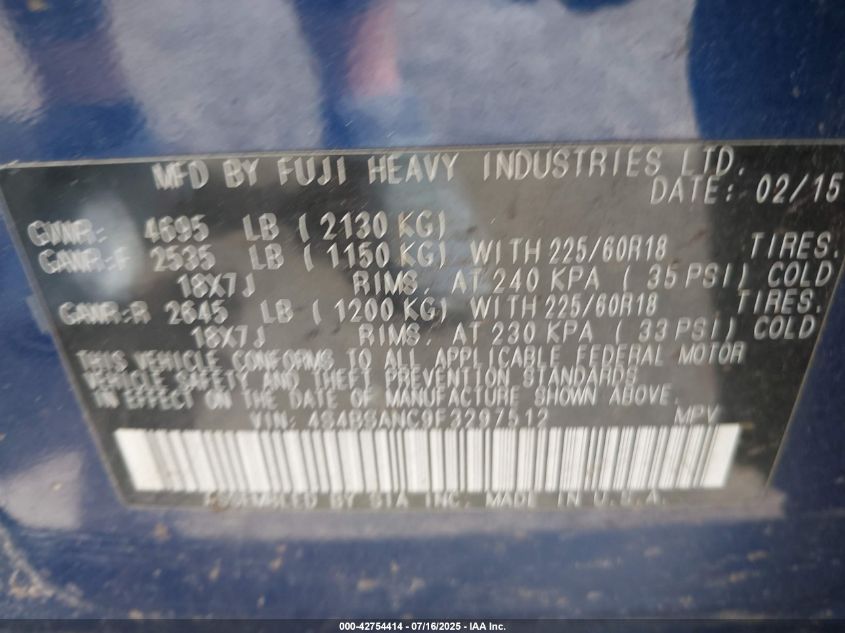 MFD BY FUJI HEAVY INDUSTRIES LTD.
DATE: 02/15
GVWR: 4695 LB ( 2130 KG)
GAWR:F 2535 LB ( 1150 KG) WITH 225/60R18 TIRES.
18X7J RIMS, AT 240 KPA ( 35 PSI) COLD
GAWR:R 2645 LB ( 1200 KG) WITH 225/60R18 TIRES.
18X7J RIMS, AT 230 KPA ( 33 PSI) COLD
THIS VEHICLE CONFORMS TO ALL APPLICABLE FEDERAL MOTOR
VEHICLE SAFETY AND THEFT PREVENTION STANDARDS
IN EFFECT ON THE DATE OF MANUFACTURE SHOWN ABOVE.
VIN: 4S4BSANC9F3297512 MPV
ASSEMBLED BY SIA INC. MADE IN U.S.A.
000-42754414 - 07/16/2025 - IAA Inc.